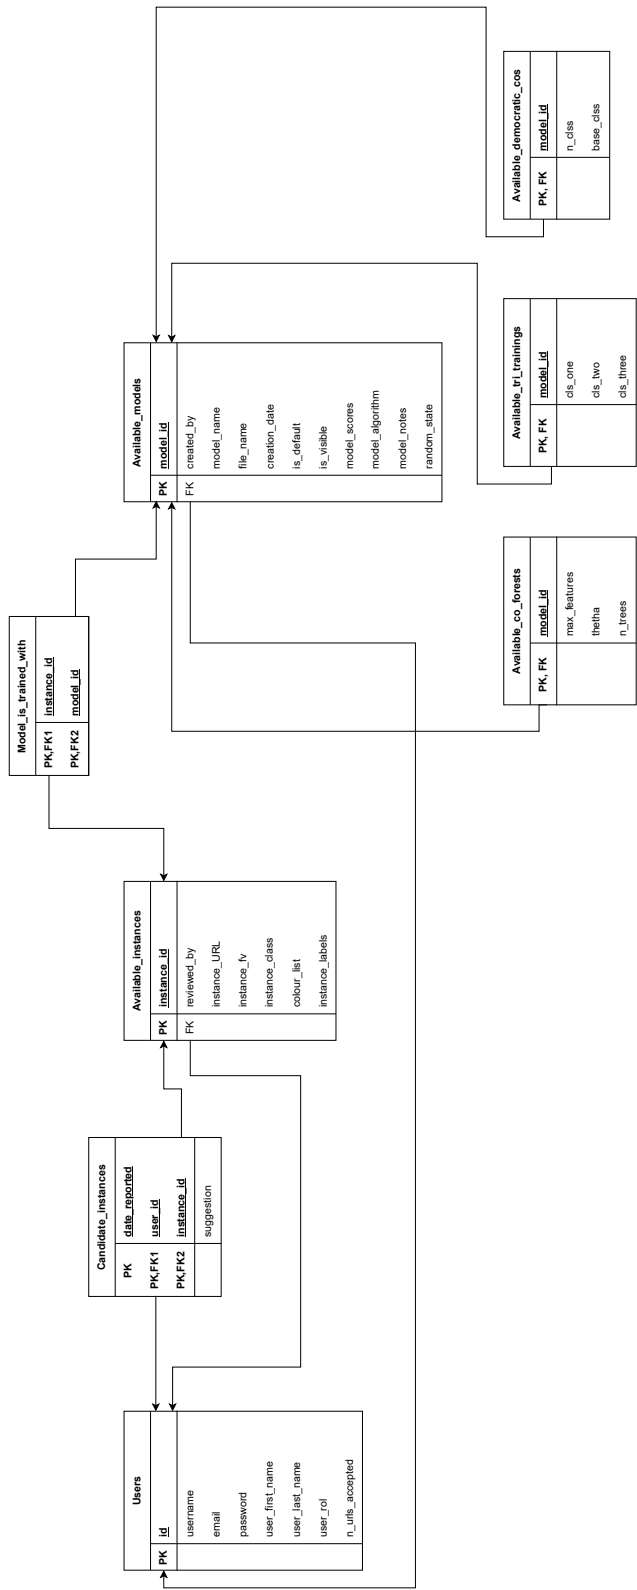 Users
PK id
username
email
password
user_first_name
user_last_name
user_rol
n_urls_accepted
Candidate_instances
PK date_reported
PK,FK1 user_id
PK,FK2 instance_id
suggestion
Available_instances
PK instance_id
FK reviewed_by
instance_URL
instance_fv
instance_class
colour_list
instance_labels
Model_is_trained_with
PK,FK1 instance_id
PK,FK2 model_id
Available_models
PK model_id
FK created_by
model_name
file_name
creation_date
is_default
is_visible
model_scores
model_algorithm
model_notes
random_state
Available_co_forests
PK, FK model_id
max_features
thetha
n_trees
Available_tri_trainings
PK, FK model_id
cls_one
cls_two
cls_three
Available_democratic_cos
PK, FK model_id
n_clss
base_clss